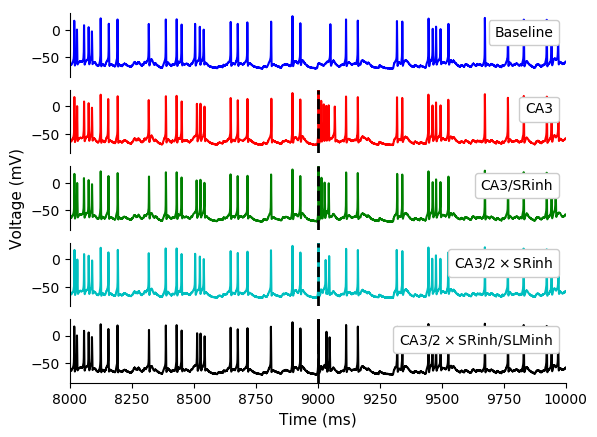 0
−50
Baseline
0
−50
CA3
0
−50
CA3/SRinh
0
−50
CA3/2 × SRinh
0
−50
CA3/2 × SRinh/SLMinh
Voltage (mV)
8000 8250 8500 8750 9000 9250 9500 9750 10000
Time (ms)